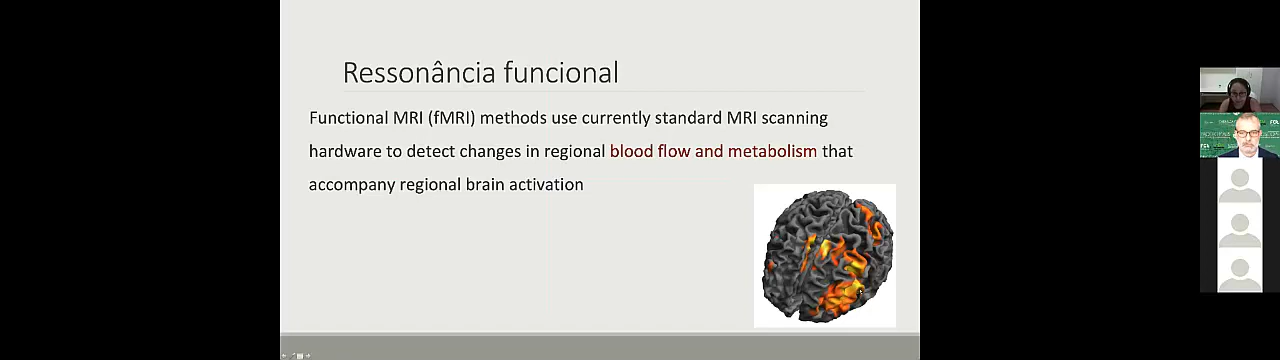 Ressonância funcional
Functional MRI (fMRI) methods use currently standard MRI scanning
hardware to detect changes in regional blood flow and metabolism that
accompany regional brain activation